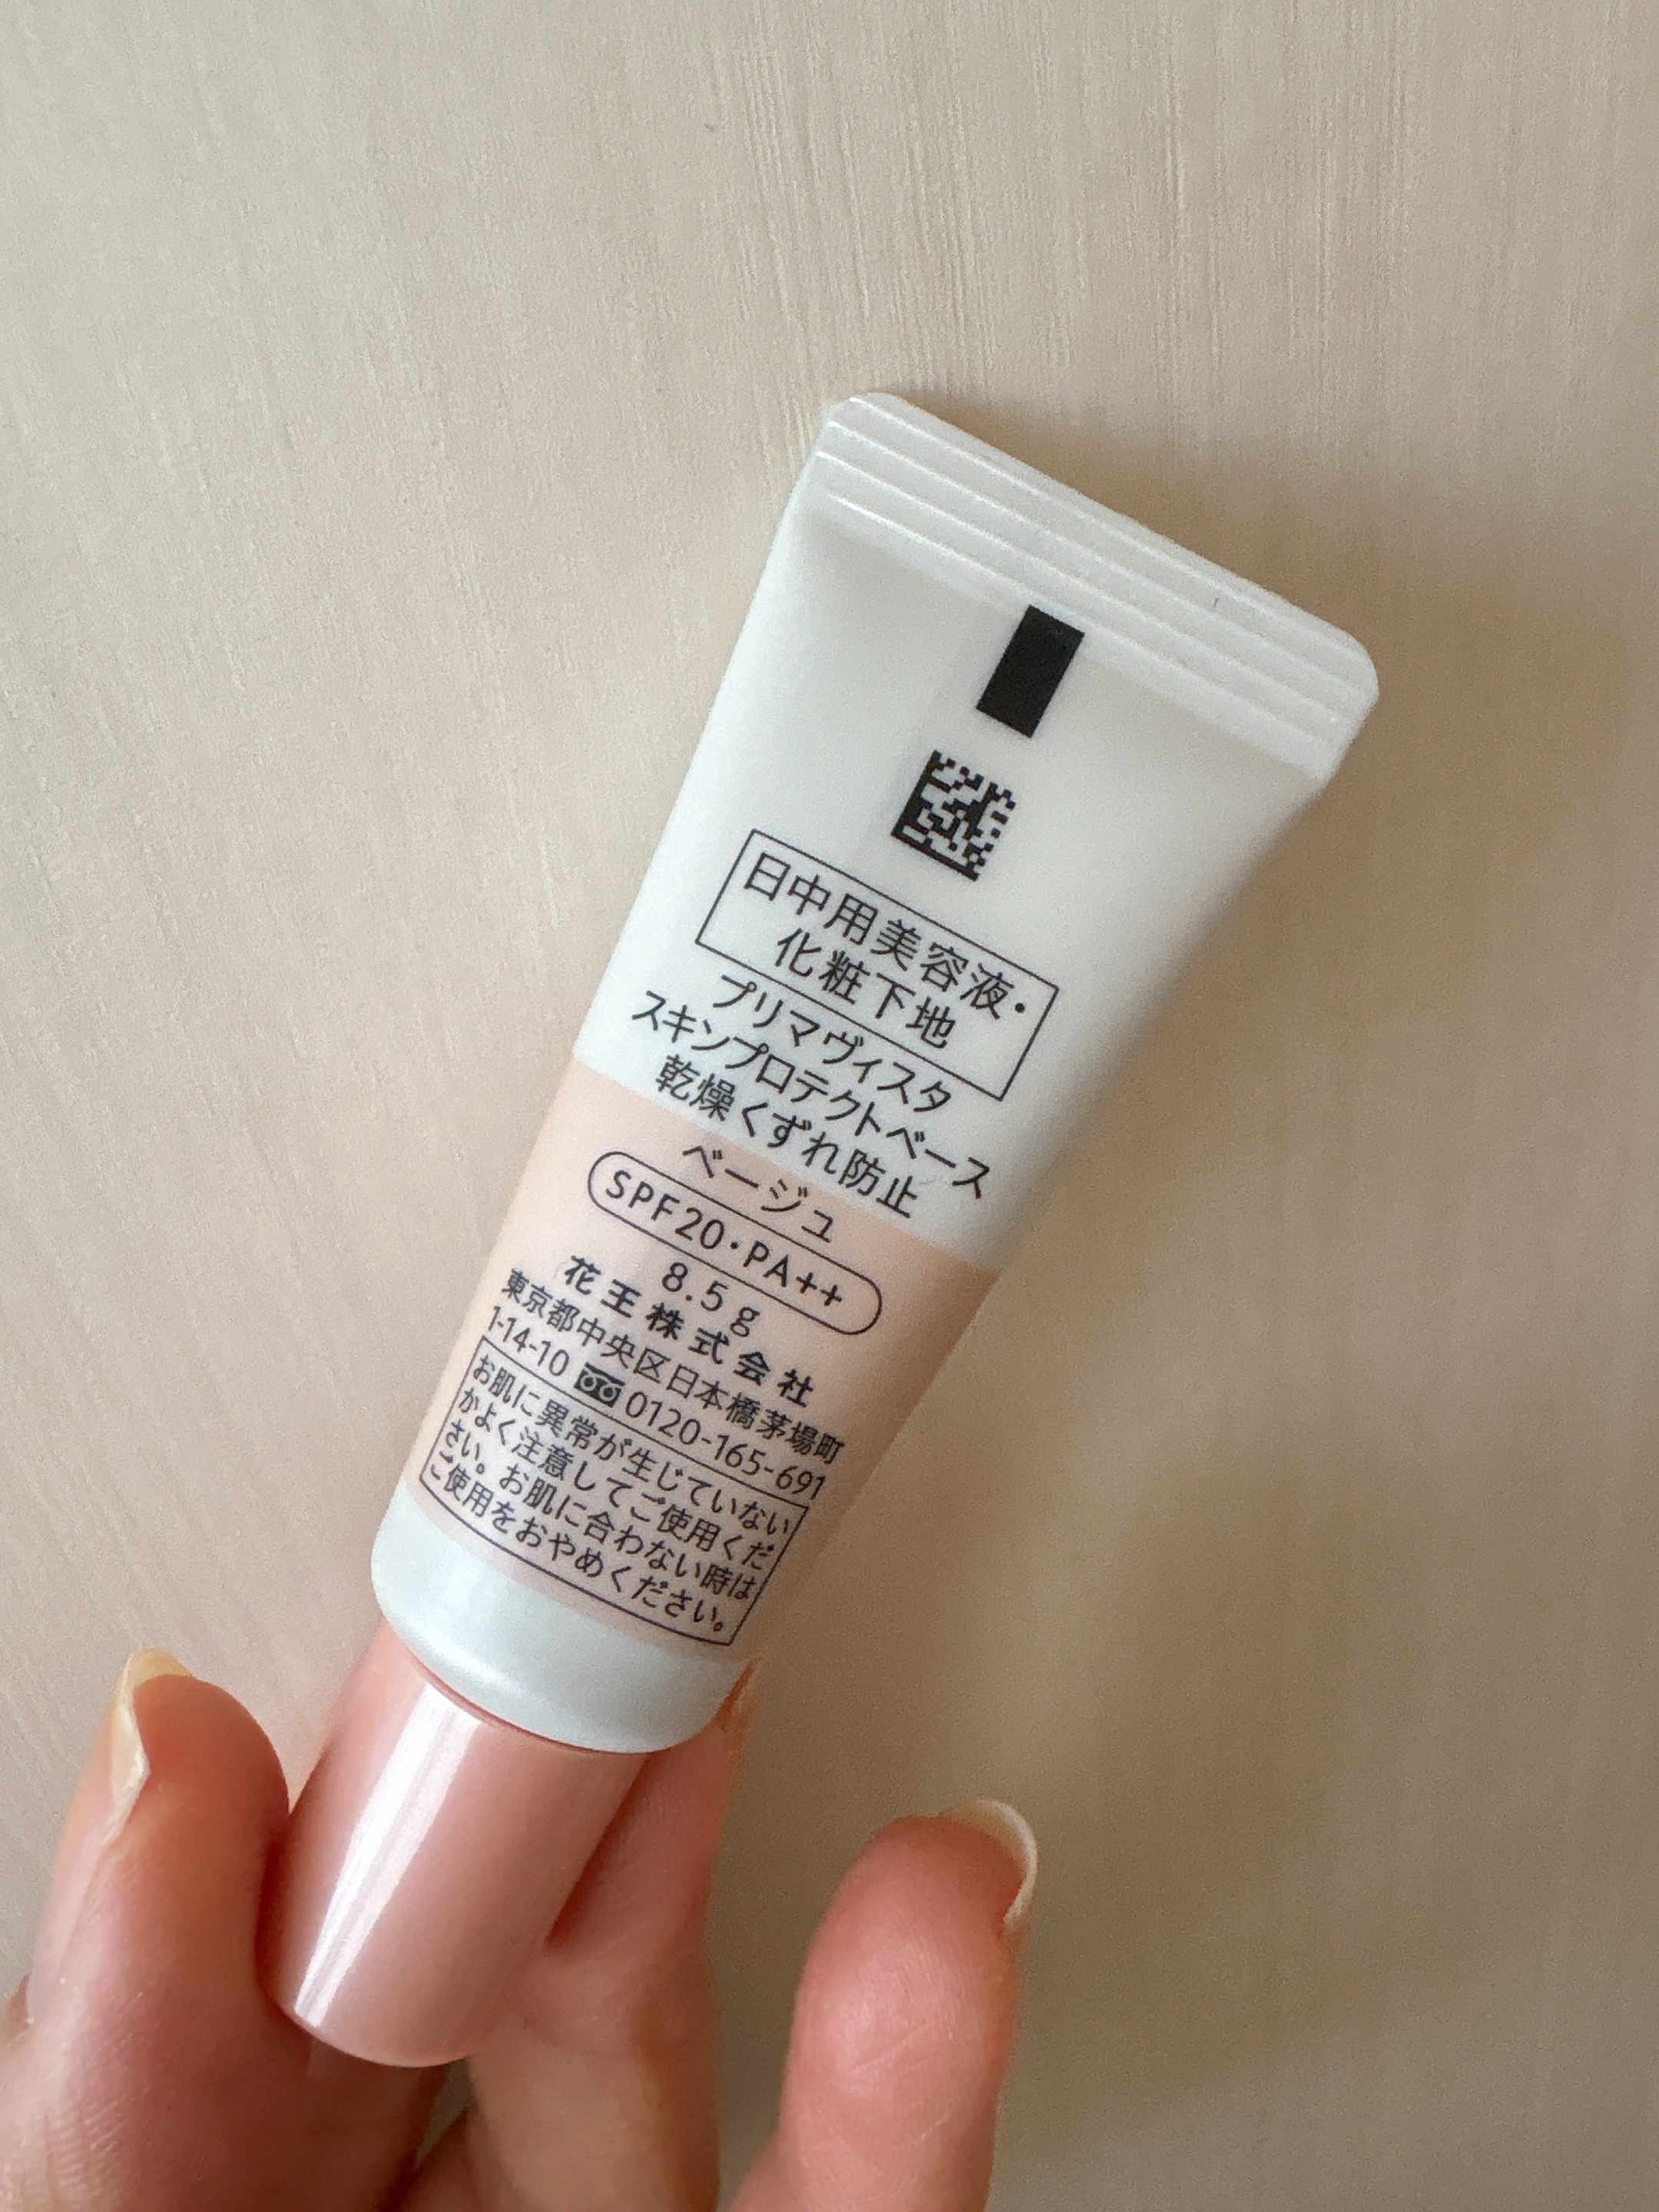 日中用美容液・
化粧下地
プリマヴィスタ
スキンプロテクトベース
乾燥くずれ防止
ベージュ
SPF20・PA++
8.5g
花王株式会社
東京都中央区日本橋茅場町
1-14-10 0120-165-691
お肌に異常が生じていない
かよく注意してご使用くだ
さい。お肌に合わない時は
ご使用をおやめください。